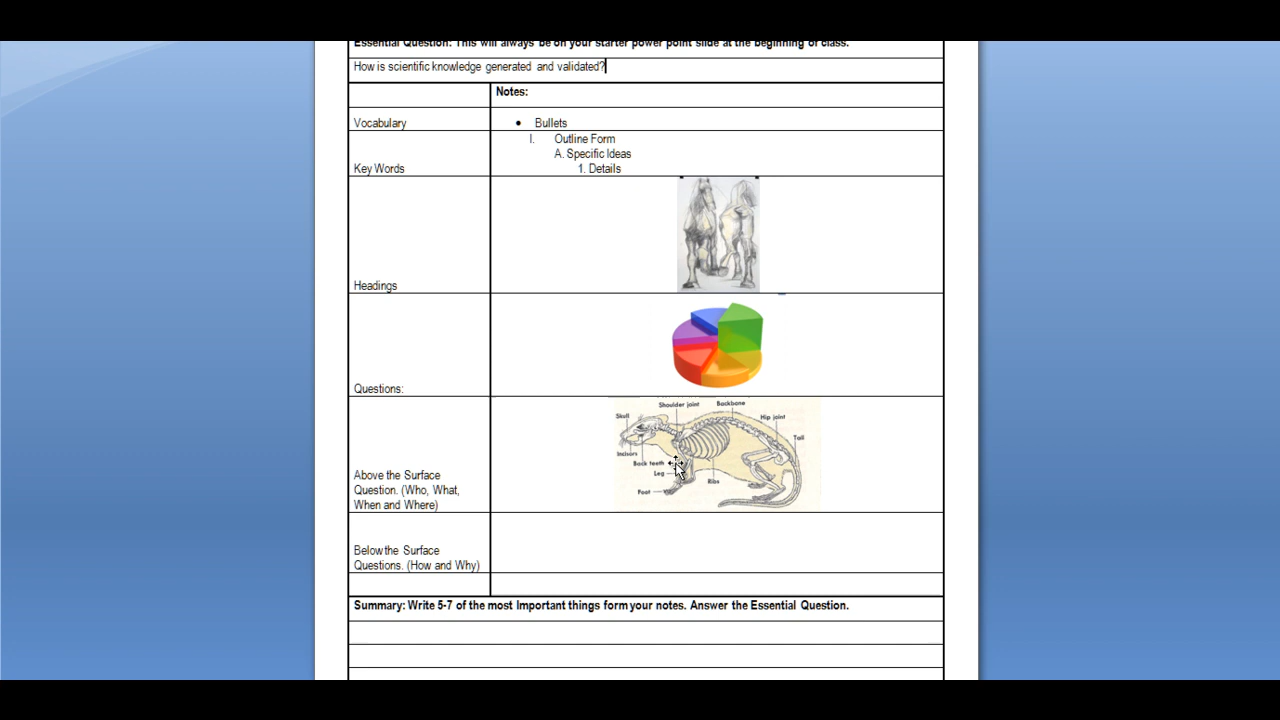 Essential Question: This will always be on your starter power point slide at the beginning of class.
How is scientific knowledge generated and validated?
Notes:
Vocabulary
• Bullets
I. Outline Form
A. Specific Ideas
Key Words
1. Details
Headings
Questions:
Shoulder joint
Backbone
Skull
Hip joint
Tail
Incisors
Back teeth
Leg
Ribs
Foot
Above the Surface
Question. (Who, What,
When and Where)
Below the Surface
Questions. (How and Why)
Summary: Write 5-7 of the most Important things form your notes. Answer the Essential Question.